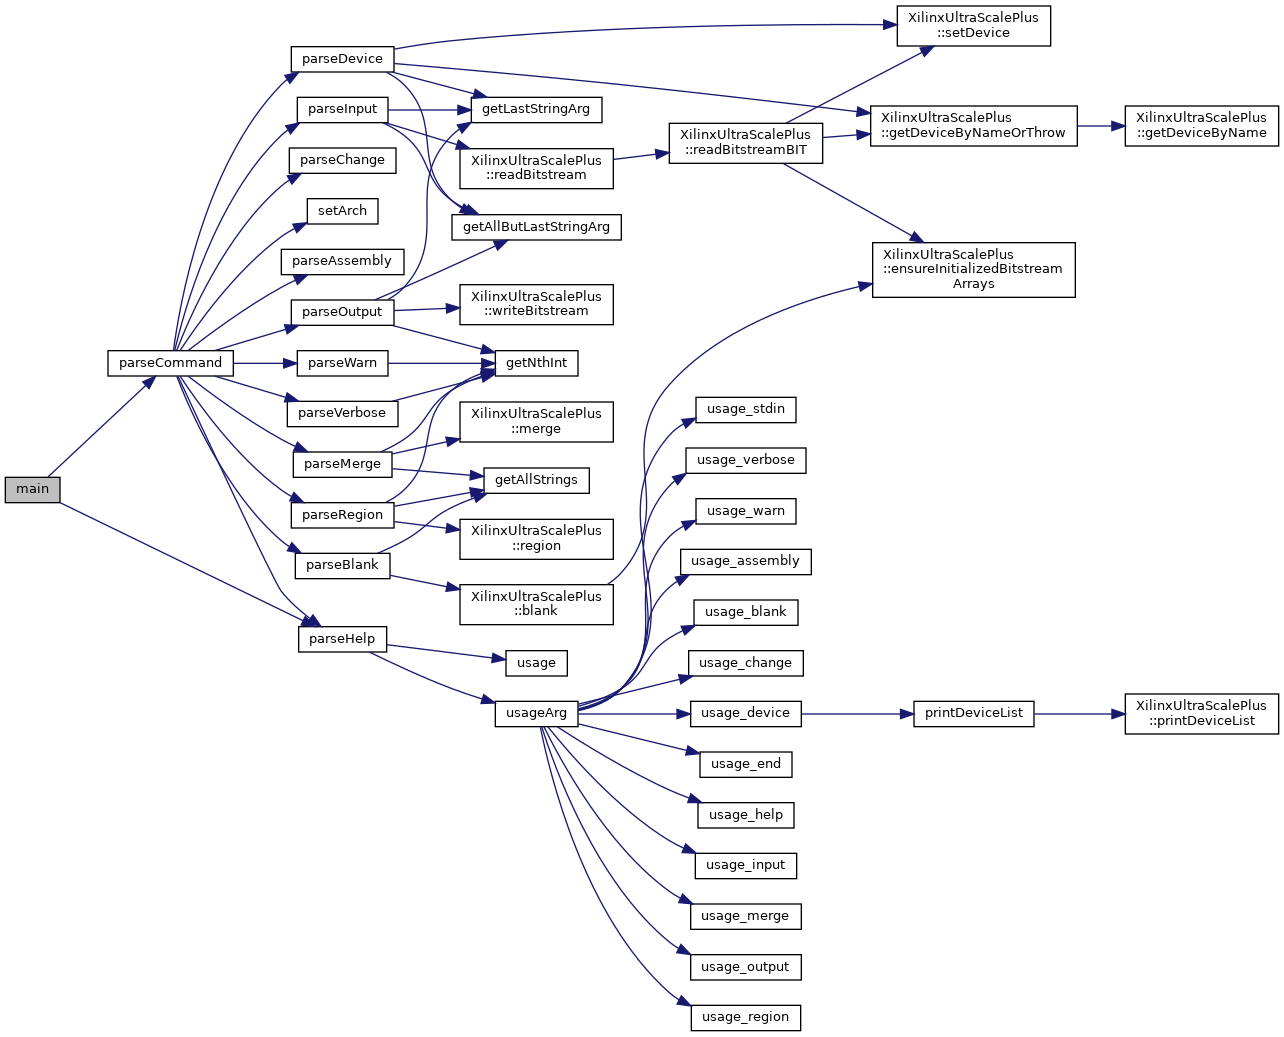 main
parseCommand
parseDevice
parseInput
parseChange
setArch
parseAssembly
parseOutput
parseWarn
parseVerbose
parseMerge
parseRegion
parseBlank
parseHelp
getLastStringArg
XilinxUltraScalePlus
::readBitstream
getAllButLastStringArg
XilinxUltraScalePlus
::writeBitstream
getNthInt
XilinxUltraScalePlus
::merge
getAllStrings
XilinxUltraScalePlus
::region
XilinxUltraScalePlus
::blank
usage
usageArg
XilinxUltraScalePlus
::readBitstreamBIT
usage_stdin
usage_verbose
usage_warn
usage_assembly
usage_blank
usage_change
usage_device
usage_end
usage_help
usage_input
usage_merge
usage_output
usage_region
XilinxUltraScalePlus
::setDevice
XilinxUltraScalePlus
::getDeviceByNameOrThrow
XilinxUltraScalePlus
::ensureInitializedBitstream
Arrays
printDeviceList
XilinxUltraScalePlus
::getDeviceByName
XilinxUltraScalePlus
::printDeviceList